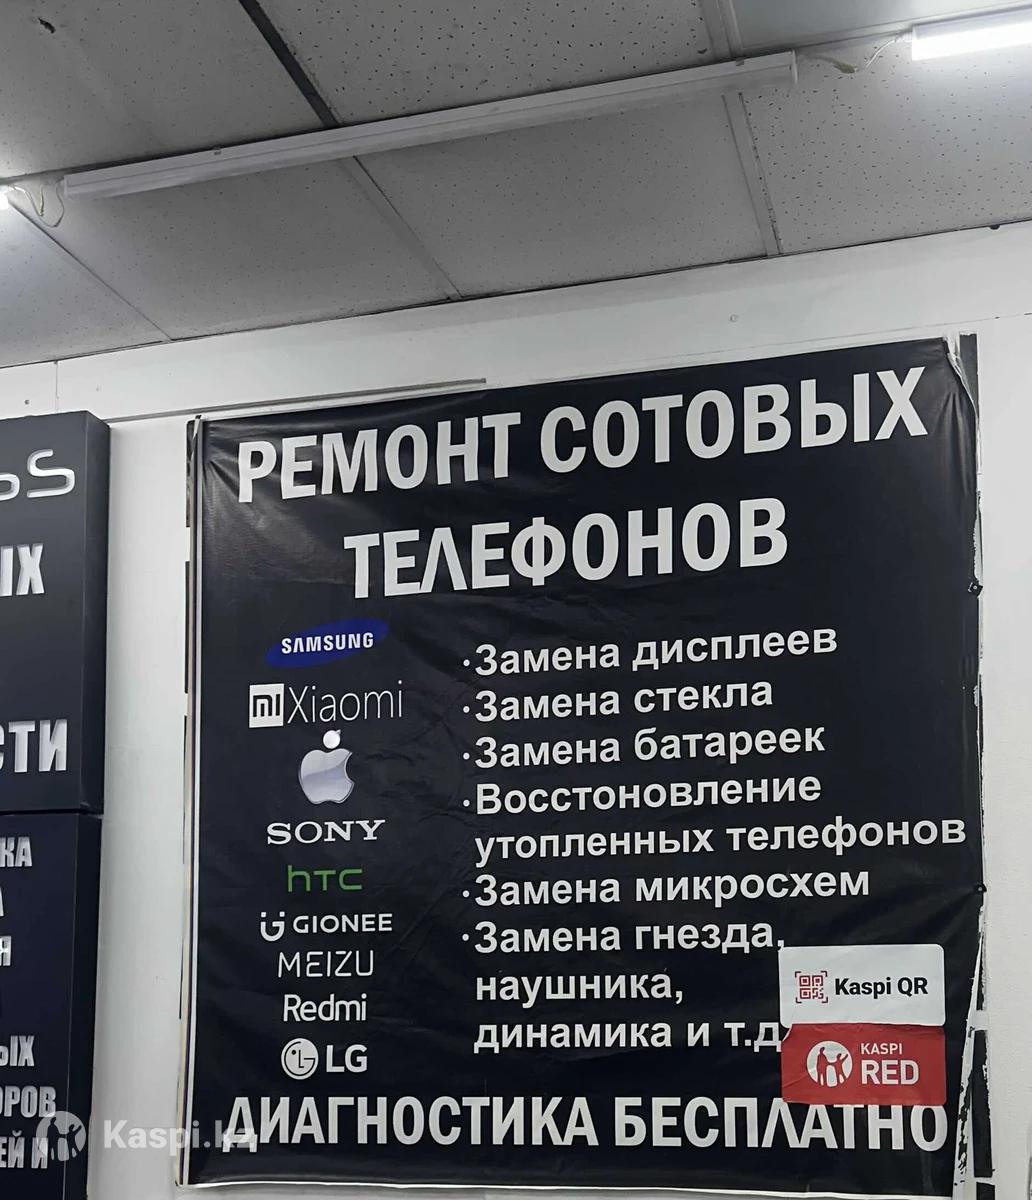 РЕМОНТ СОТОВЫХ
ТЕЛЕФОНОВ
SAMSUNG
mi Xiaomi
SONY
hTC
GIONEE
MEIZU
Redmi
LG
·Замена дисплеев
·Замена стекла
·Замена батареек
·Восстоновление
утопленных телефонов
·Замена микросхем
·Замена гнезда,
наушника,
динамика и т.д
Kaspi QR
KASPI
RED
ДИАГНОСТИКА БЕСПЛАТНО
Kaspi.kz